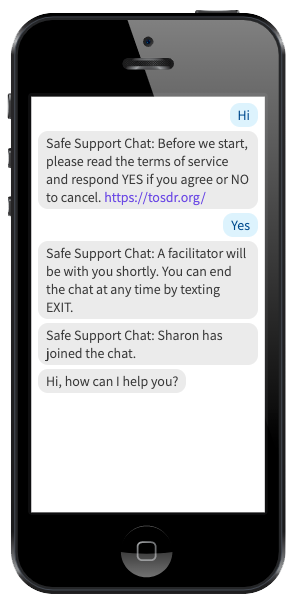 Hi
Safe Support Chat: Before we start,
please read the terms of service
and respond YES if you agree or NO
to cancel. https://tosdr.org/
Yes
Safe Support Chat: A facilitator will
be with you shortly. You can end
the chat at any time by texting
EXIT.
Safe Support Chat: Sharon has
joined the chat.
Hi, how can I help you?